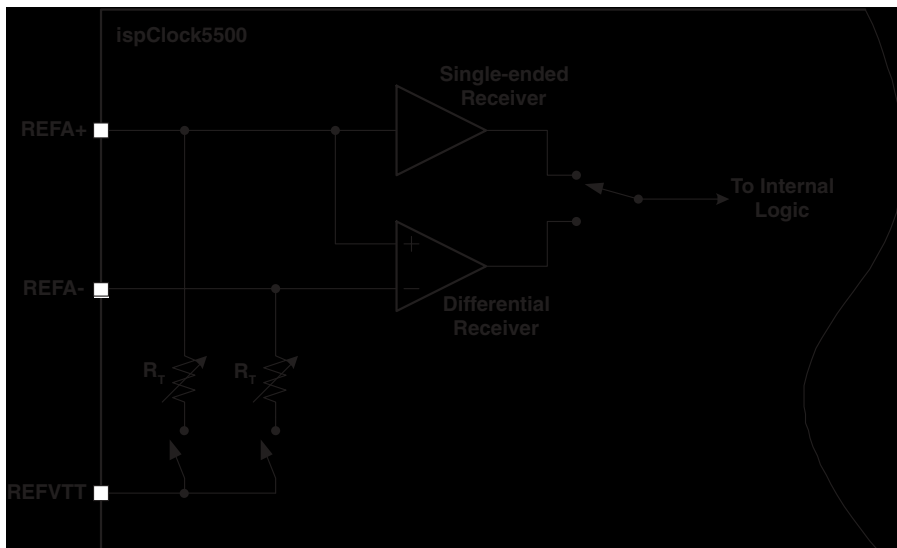 ispClock5500
Single-ended
Receiver
REFA+
To Internal
Logic
+
−
REFA-
Differential
Receiver
RT
RT
REFVTT